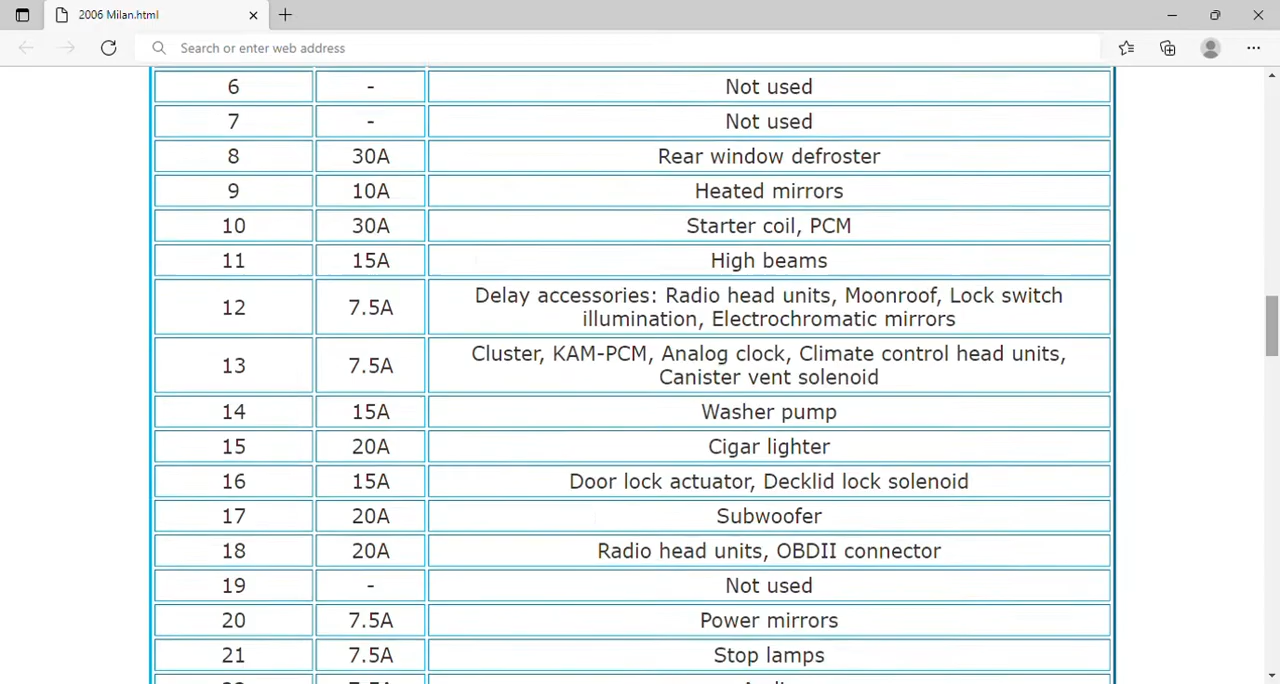 2006 Milan.html
Search or enter web address
6 - Not used
7 - Not used
8 30A Rear window defroster
9 10A Heated mirrors
10 30A Starter coil, PCM
11 15A High beams
12 7.5A Delay accessories: Radio head units, Moonroof, Lock switch
illumination, Electrochromatic mirrors
13 7.5A Cluster, KAM-PCM, Analog clock, Climate control head units,
Canister vent solenoid
14 15A Washer pump
15 20A Cigar lighter
16 15A Door lock actuator, Decklid lock solenoid
17 20A Subwoofer
18 20A Radio head units, OBDII connector
19 - Not used
20 7.5A Power mirrors
21 7.5A Stop lamps